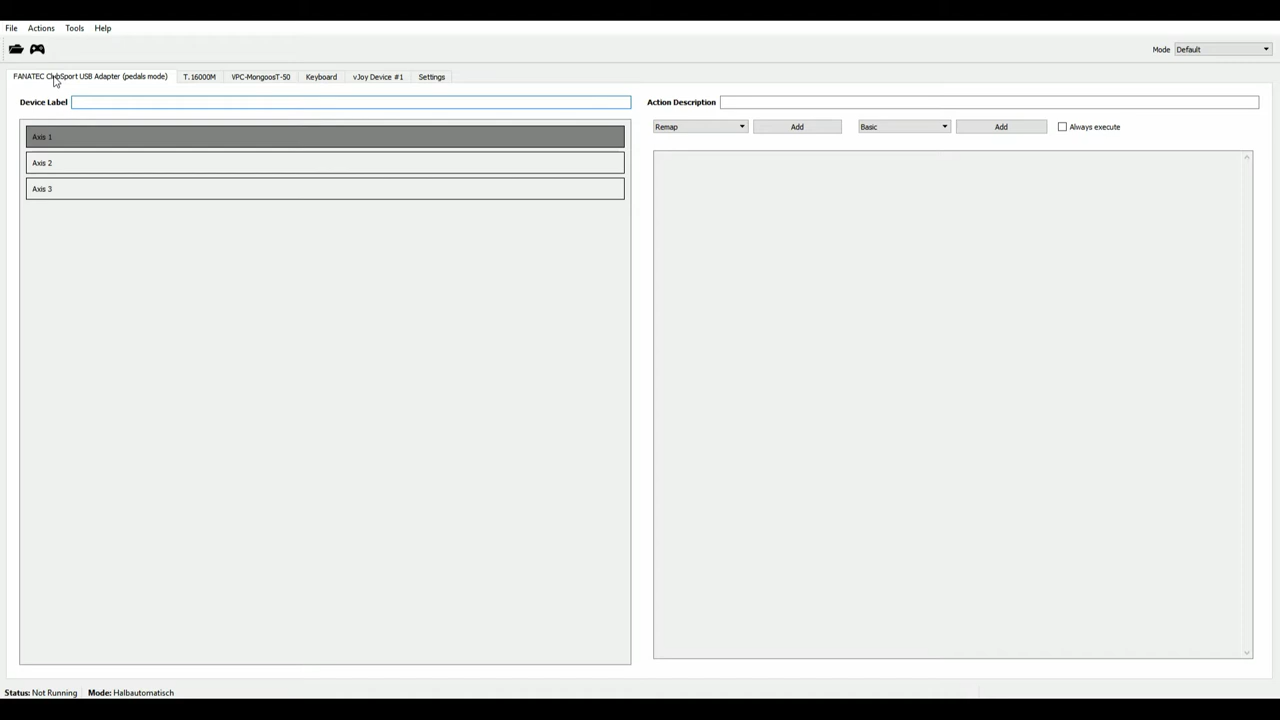 File Actions Tools Help
Mode Default
FANATEC ClubSport USB Adapter (pedals mode) T.16000M VPC-MongoosT-50 Keyboard vJoy Device #1 Settings
Device Label Action Description
Remap Add Basic Add Always execute
Axis 1
Axis 2
Axis 3
Status: Not Running Mode: Halbautomatisch